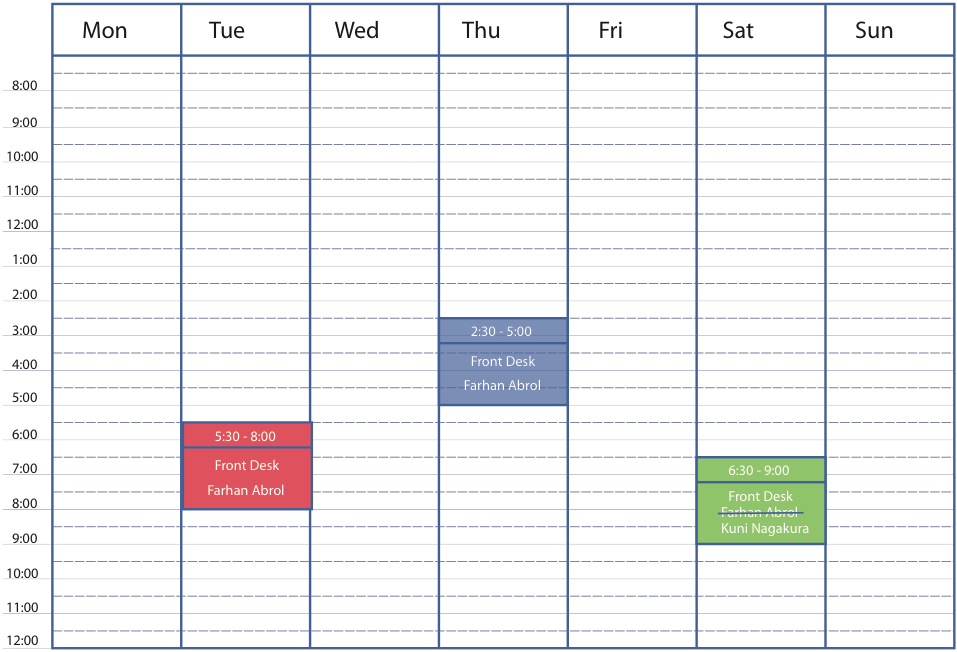 Mon Tue Wed Thu Fri Sat Sun
8:00
9:00
10:00
11:00
12:00
1:00
2:00
3:00
4:00
5:00
6:00
7:00
8:00
9:00
10:00
11:00
12:00
5:30 - 8:00
Front Desk
Farhan Abrol
2:30 - 5:00
Front Desk
Farhan Abrol
6:30 - 9:00
Front Desk
Farhan Abrol
Kuni Nagakura